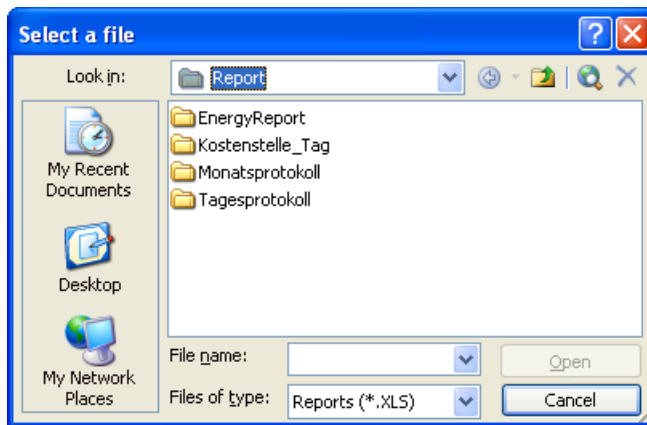 Select a file
Look in:
Report
EnergyReport
Kostenstelle_Tag
Monatsprotokoll
Tagesprotokoll
My Recent
Documents
Desktop
My Network
Places
File name:
Open
Files of type:
Reports (*.XLS)
Cancel